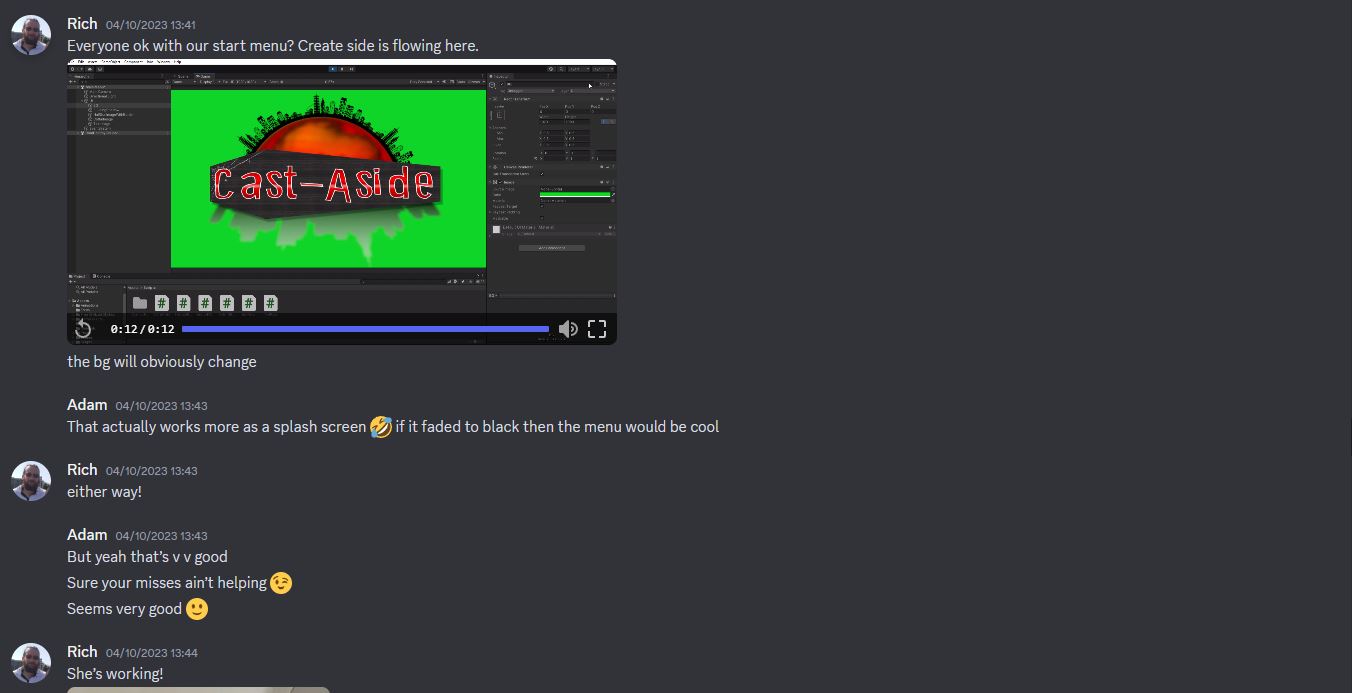 Rich 04/10/2023 13:41
Everyone ok with our start menu? Create side is flowing here.
Cast-Aside
0:12/0:12
the bg will obviously change
Adam 04/10/2023 13:43
That actually works more as a splash screen 🤣 if it faded to black then the menu would be cool
Rich 04/10/2023 13:43
either way!
Adam 04/10/2023 13:43
But yeah that's v v good
Sure your misses ain't helping 😉
Seems very good 🙂
Rich 04/10/2023 13:44
She's working!